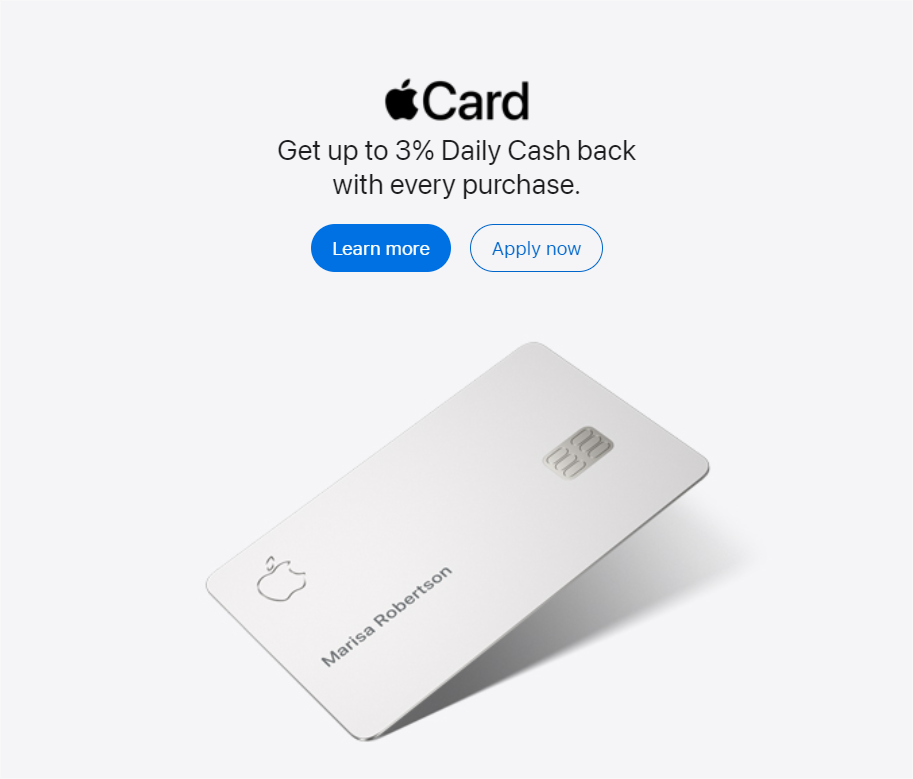 Card
Get up to 3% Daily Cash back
with every purchase.
Learn more
Apply now
Marisa Robertson